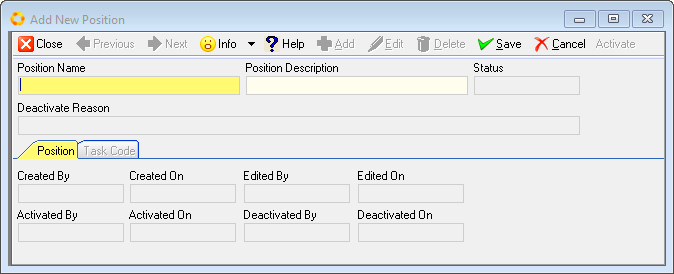 Add New Position
Close Previous Next Info ? Help Add Edit Delete Save Cancel Activate
Position Name Position Description Status
Deactivate Reason
Position Task Code
Created By Created On Edited By Edited On
Activated By Activated On Deactivated By Deactivated On